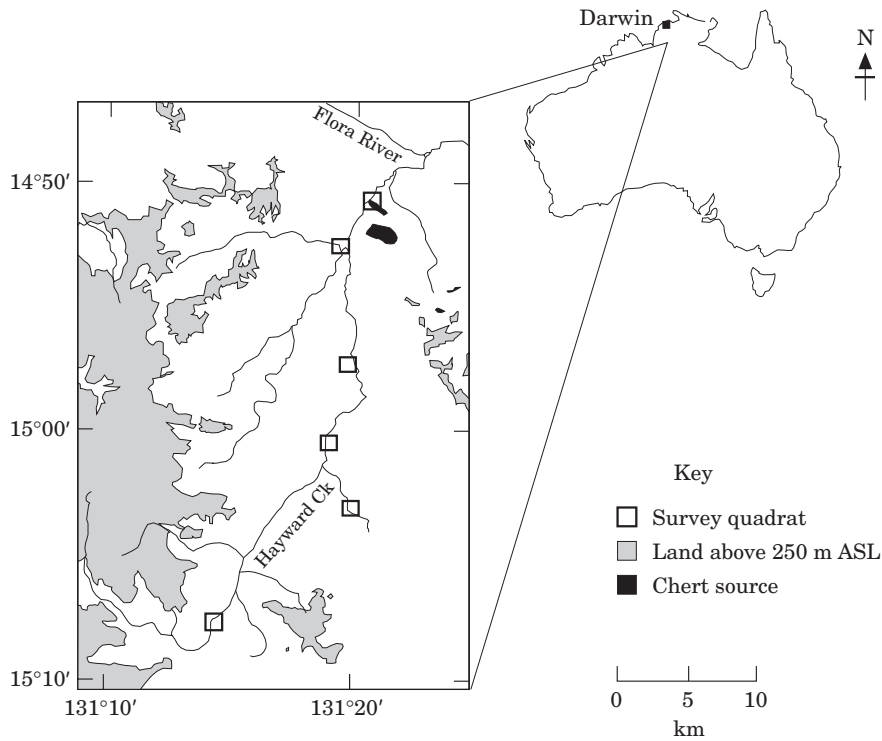 Darwin
N
Flora River
14°50′
15°00′
Hayward Ck
15°10′
131°10′
131°20′
Key
Survey quadrat
Land above 250 m ASL
Chert source
0
5
10
km